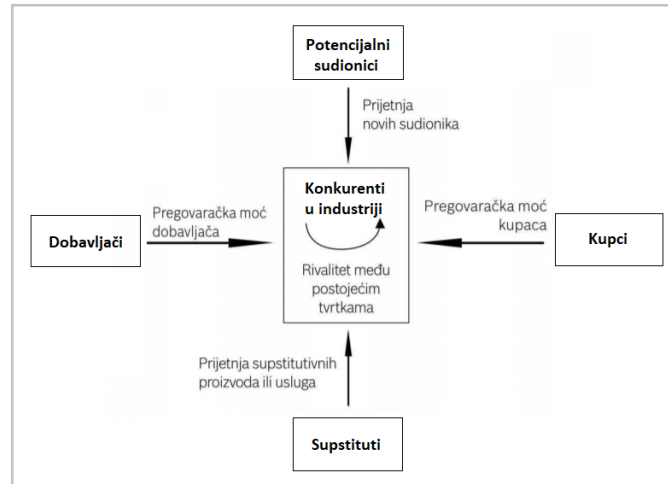 Potencijalni
sudionici
Prijetnja
novih sudionika
Konkurenti
u industriji
Rivalitet među
postojećim
tvrtkama
Dobavljači
Pregovaračka moć
dobavljača
Pregovaračka moć
kupaca
Kupci
Prijetnja supstitutivnih
proizvoda ili usluga
Supstituti